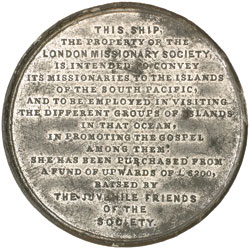 THIS SHIP.
THE PROPERTY OF THE
LONDON MISSIONARY SOCIETY,
IS INTENDED TO CONVEY
ITS MISSIONARIES TO THE ISLANDS
OF THE SOUTH PACIFIC;
AND TO BE EMPLOYED IN VISITING
THE DIFFERENT GROUPS OF ISLANDS
IN THAT OCEAN,
IN PROMOTING THE GOSPEL
AMONG THEM.
SHE HAS BEEN PURCHASED FROM
A FUND OF UPWARDS OF £ 6200,
RAISED BY
THE JUVENILE FRIENDS
OF THE
SOCIETY.